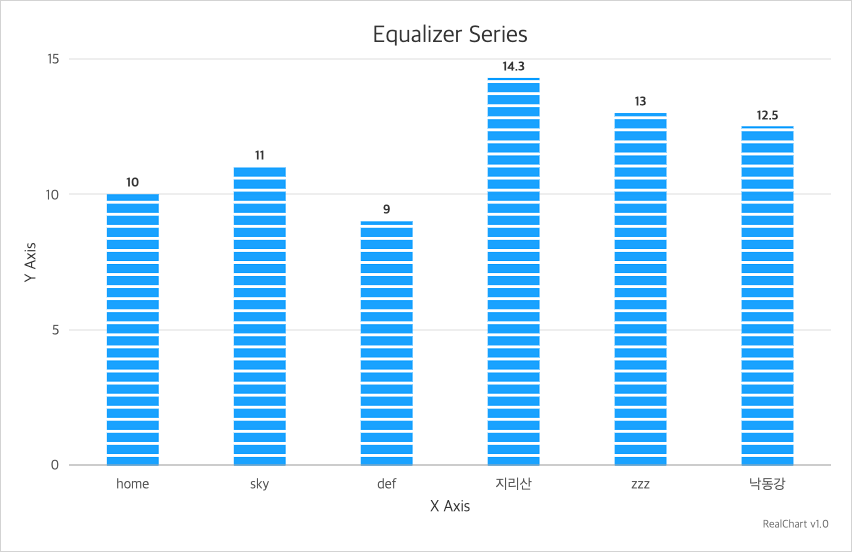 Equalizer Series
15
10
5
0
Y Axis
10
11
9
14.3
13
12.5
home
sky
def
지리산
zzz
낙동강
X Axis
RealChart v1.0